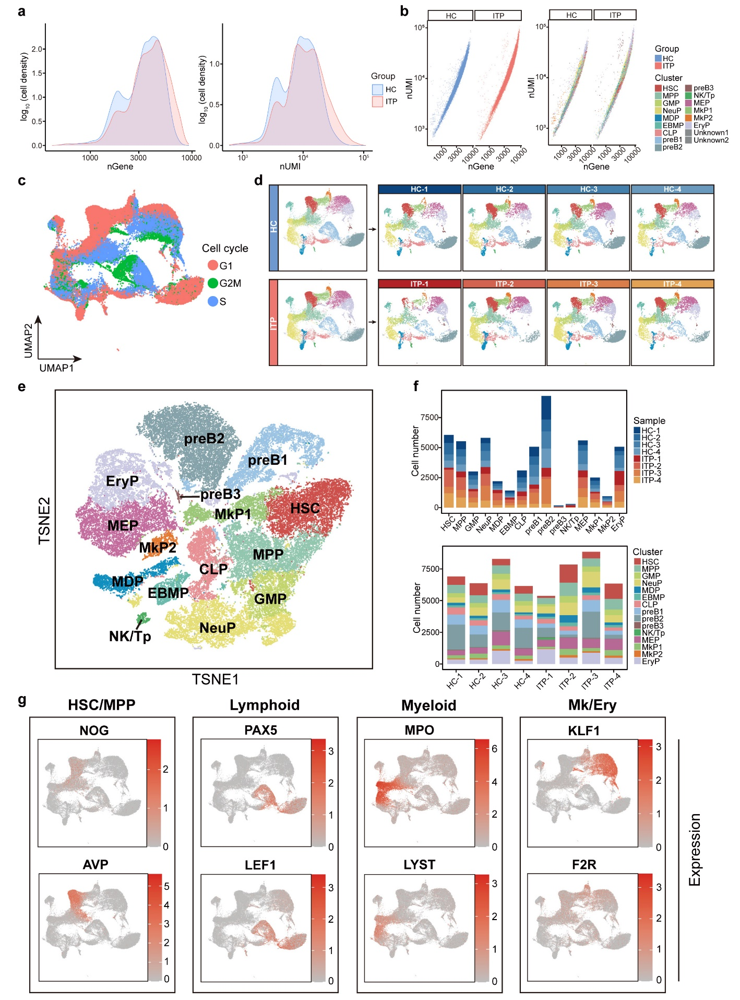 a
b
HC
ITP
HC
ITP
log10 (cell density)
2.0
1.5
1.0
0.5
0.0
1000
3000
10000
nGene
log10 (cell density)
1.0
0.5
0.0
10³
10⁴
10⁵
nUMI
Group
HC
ITP
nUMI
10⁵
10⁴
10³
1000
3000
10000
1000
3000
10000
nGene
nUMI
10⁵
10⁴
10³
1000
3000
10000
1000
3000
10000
nGene
Group
HC
ITP
Cluster
HSC
MPP
GMP
NeuP
MDP
EBMP
CLP
preB1
preB2
preB3
NK/Tp
MEP
MkP1
MkP2
EryP
Unknown1
Unknown2
c
Cell cycle
G1
G2M
S
UMAP2
UMAP1
d
HC
HC-1
HC-2
HC-3
HC-4
ITP
ITP-1
ITP-2
ITP-3
ITP-4
e
preB2
preB1
EryP
preB3
MkP1
HSC
MEP
MkP2
MPP
CLP
MDP
EBMP
GMP
NeuP
NK/Tp
TSNE2
TSNE1
f
Cell number
7500
5000
2500
0
HSC
MPP
GMP
NeuP
MDP
EBMP
CLP
preB1
preB2
preB3
NK/Tp
MEP
MkP1
MkP2
EryP
Sample
HC-1
HC-2
HC-3
HC-4
ITP-1
ITP-2
ITP-3
ITP-4
Cell number
7500
5000
2500
0
HC-1
HC-2
HC-3
HC-4
ITP-1
ITP-2
ITP-3
ITP-4
Cluster
HSC
MPP
GMP
NeuP
MDP
EBMP
CLP
preB1
preB2
preB3
NK/Tp
MEP
MkP1
MkP2
EryP
g
HSC/MPP
Lymphoid
Myeloid
Mk/Ery
NOG
2
1
0
PAX5
3
2
1
0
MPO
6
4
2
0
KLF1
3
2
1
0
AVP
5
4
3
2
1
0
LEF1
3
2
1
0
LYST
3
2
1
0
F2R
3
2
1
0
Expression